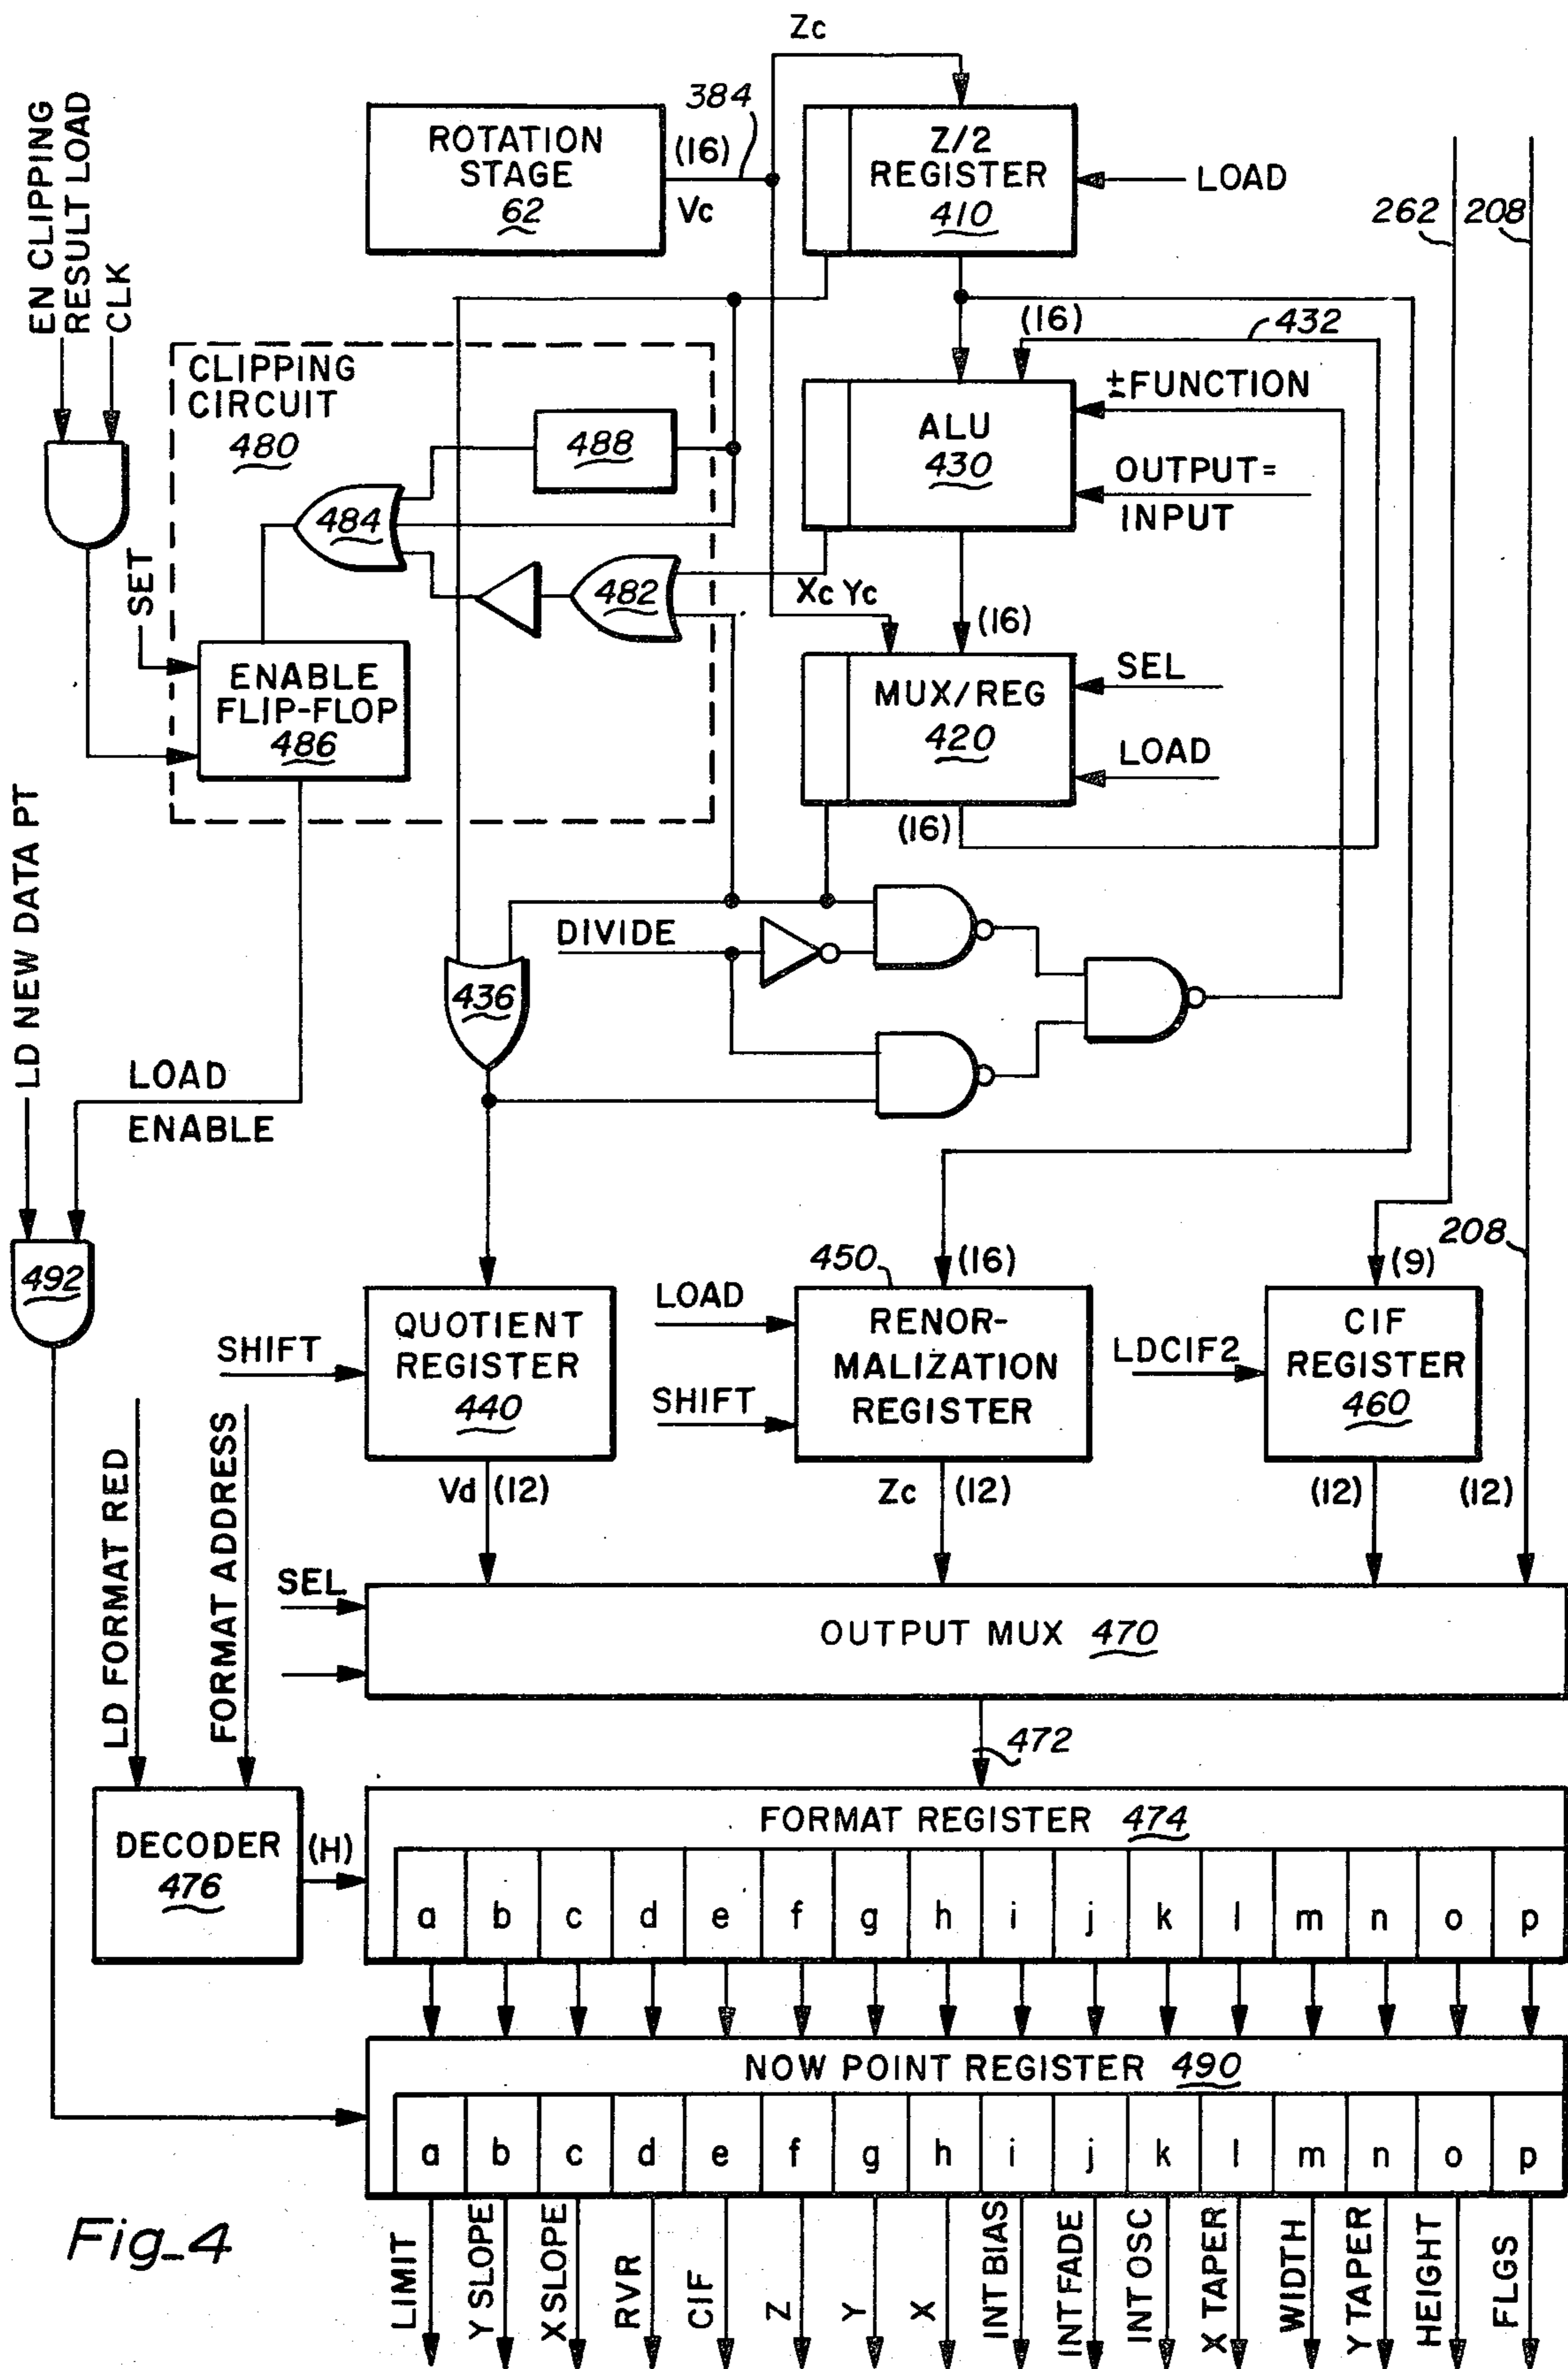 Zc
EN CLIPPING
RESULT LOAD
CLK
ROTATION
STAGE
62
(16)
384
Vc
Z/2
REGISTER
410
LOAD
262
208
(16)
432
CLIPPING
CIRCUIT
480
488
484
482
ALU
430
±FUNCTION
OUTPUT=
INPUT
SET
Xc Yc
(16)
ENABLE
FLIP-FLOP
486
MUX/REG
420
SEL
LOAD
(16)
LD NEW DATA PT
DIVIDE
436
LOAD
ENABLE
492
208
450
(16)
(9)
SHIFT
QUOTIENT
REGISTER
440
LOAD
SHIFT
RENOR-
MALIZATION
REGISTER
LDCIF2
CIF
REGISTER
460
Vd (12)
Zc (12)
(12)
(12)
LD FORMAT RED
FORMAT ADDRESS
SEL
OUTPUT MUX 470
472
DECODER
476
(H)
FORMAT REGISTER 474
a b c d e f g h i j k l m n o p
NOW POINT REGISTER 490
a b c d e f g h i j k l m n o p
LIMIT
Y SLOPE
X SLOPE
RVR
CIF
Z
Y
X
INT BIAS
INT FADE
INT OSC
X TAPER
WIDTH
Y TAPER
HEIGHT
FLGS
Fig_4